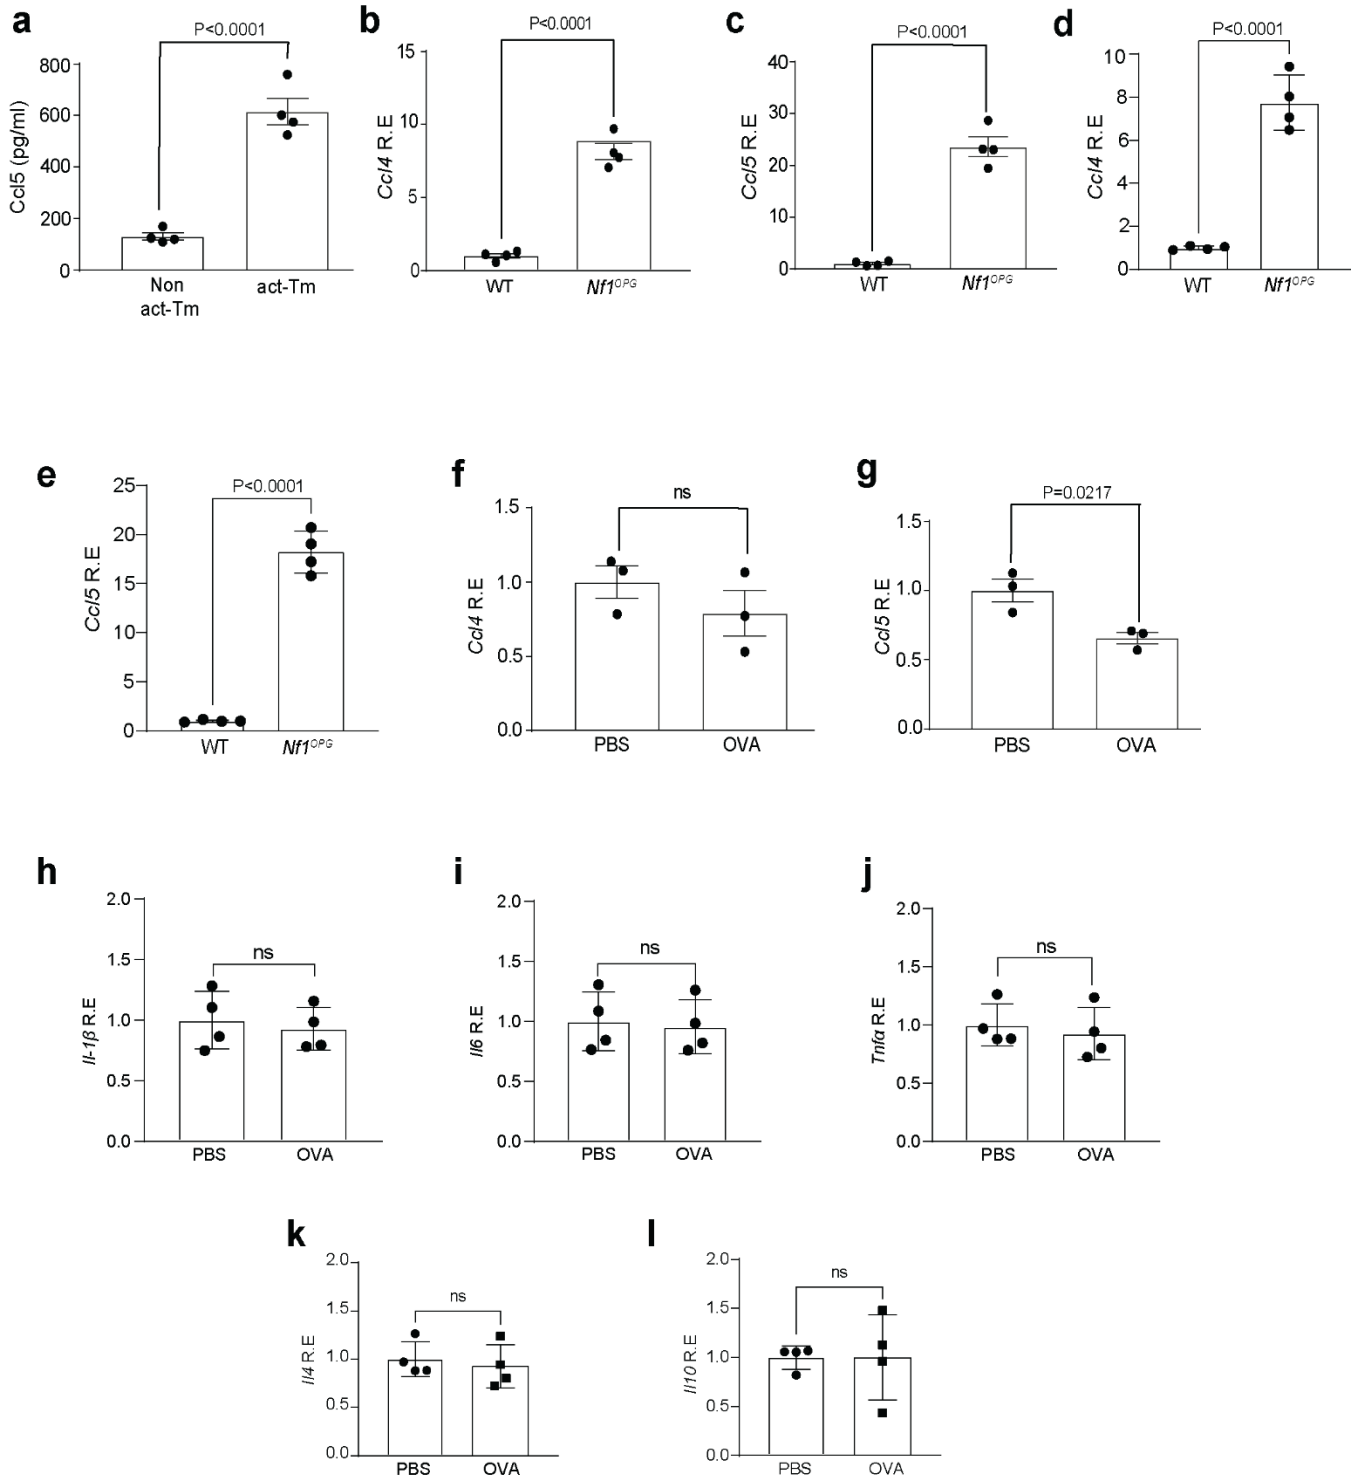 a
P<0.0001
Ccl5 (pg/ml)
800
600
400
200
0
Non
act-Tm
act-Tm
b
P<0.0001
Ccl4 R.E
15
10
5
0
WT
Nf1OPG
c
P<0.0001
Ccl5 R.E
40
30
20
10
0
WT
Nf1OPG
d
P<0.0001
Ccl4 R.E
10
8
6
4
2
0
WT
Nf1OPG
e
P<0.0001
Ccl5 R.E
25
20
15
10
5
0
WT
Nf1OPG
f
ns
Ccl4 R.E
1.5
1.0
0.5
0.0
PBS
OVA
g
P=0.0217
Ccl5 R.E
1.5
1.0
0.5
0.0
PBS
OVA
h
ns
Il-1β R.E
2.0
1.5
1.0
0.5
0.0
PBS
OVA
i
ns
Il6 R.E
2.0
1.5
1.0
0.5
0.0
PBS
OVA
j
ns
Tnfα R.E
2.0
1.5
1.0
0.5
0.0
PBS
OVA
k
ns
Il4 R.E
2.0
1.5
1.0
0.5
0.0
PBS
OVA
l
ns
Il10 R.E
2.0
1.5
1.0
0.5
0.0
PBS
OVA